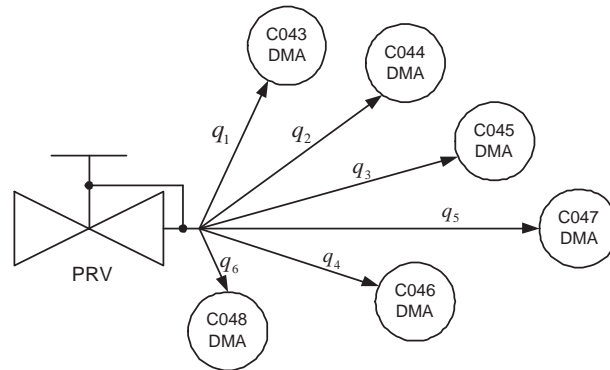 C043
DMA
C044
DMA
q1
q2
C045
DMA
q3
q5
C047
DMA
PRV
q6
q4
C046
DMA
C048
DMA